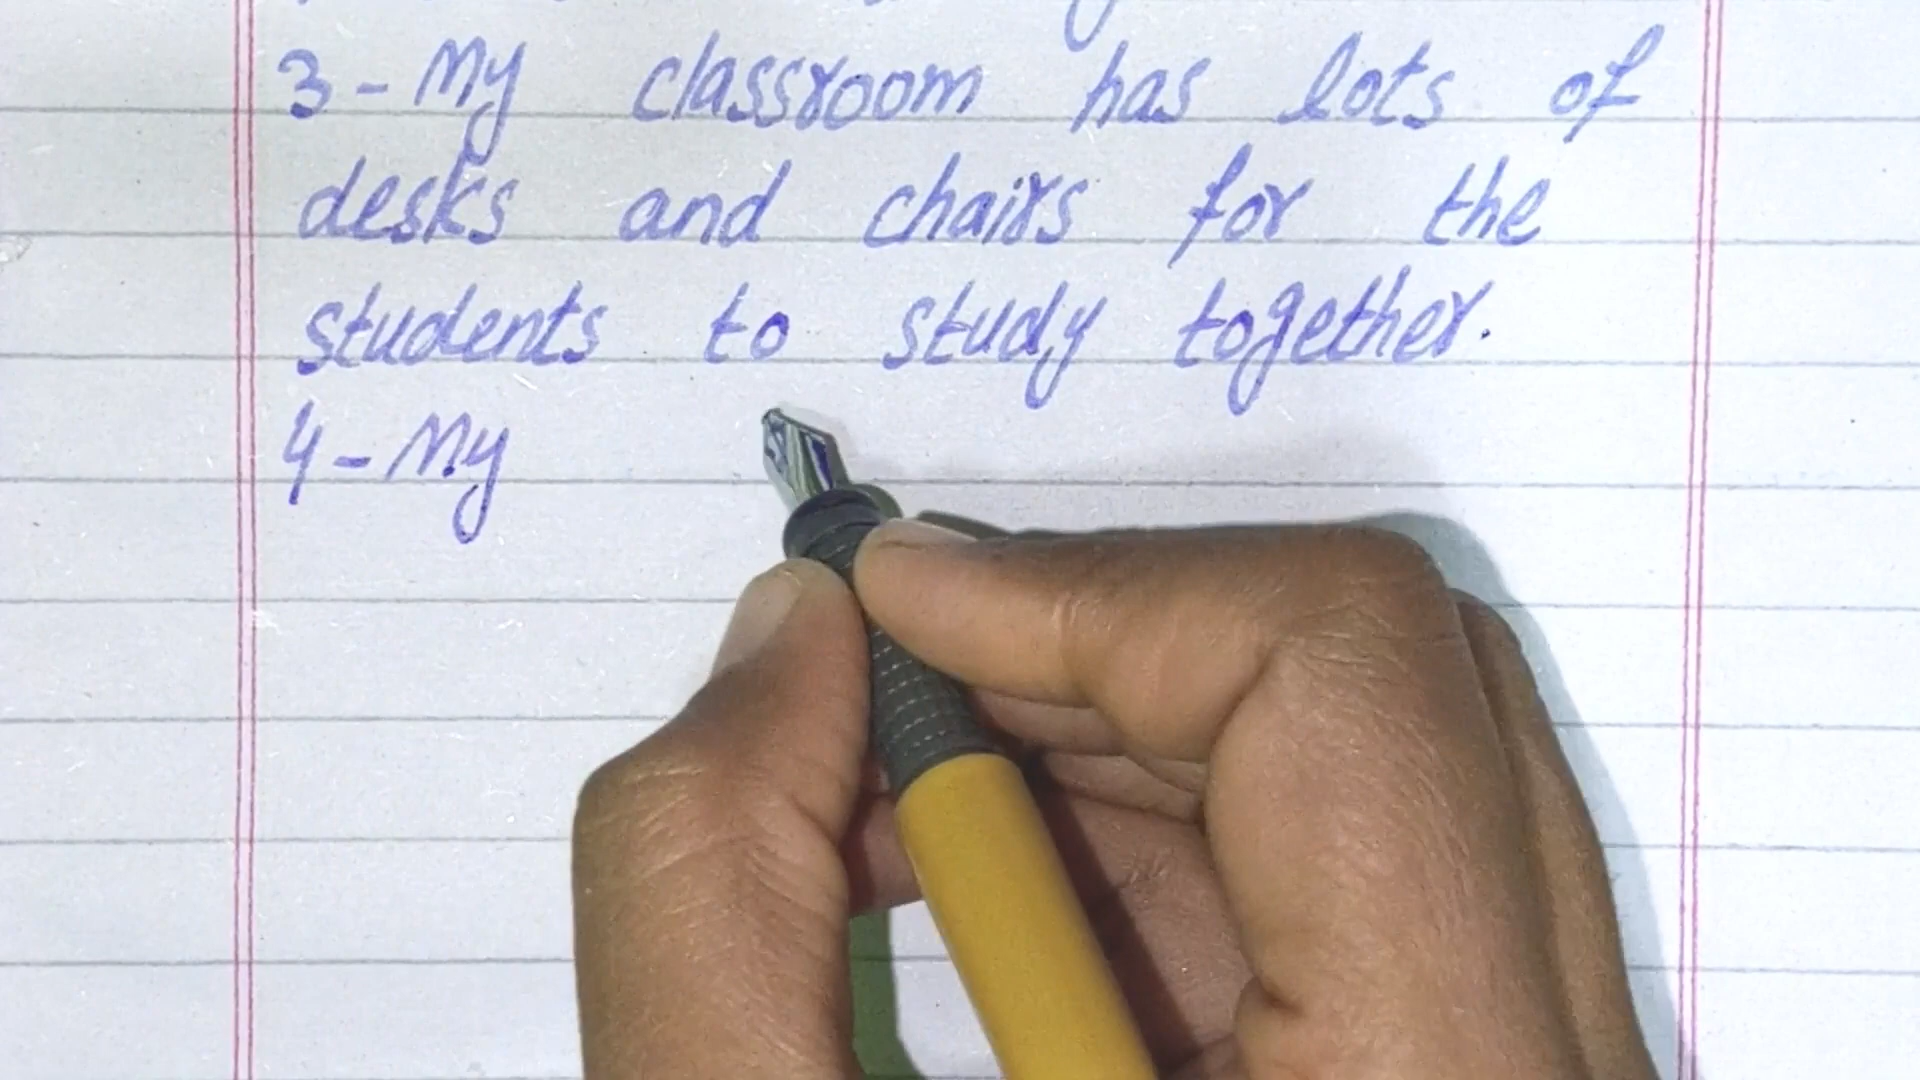 3 - My classroom has lots of
desks and chairs for the
students to study together.
4 - My